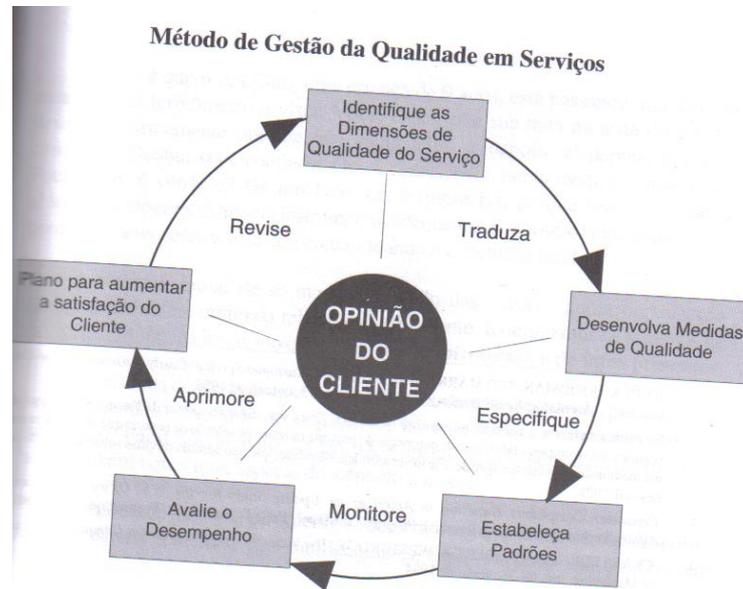 Método de Gestão da Qualidade em Serviços
Identifique as
Dimensões de
Qualidade do Serviço
Revise
Traduza
Plano para aumentar
a satisfação do
Cliente
OPINIÃO
DO
CLIENTE
Desenvolva Medidas
de Qualidade
Aprimore
Especifique
Avalie o
Desempenho
Monitore
Estabeleça
Padrões